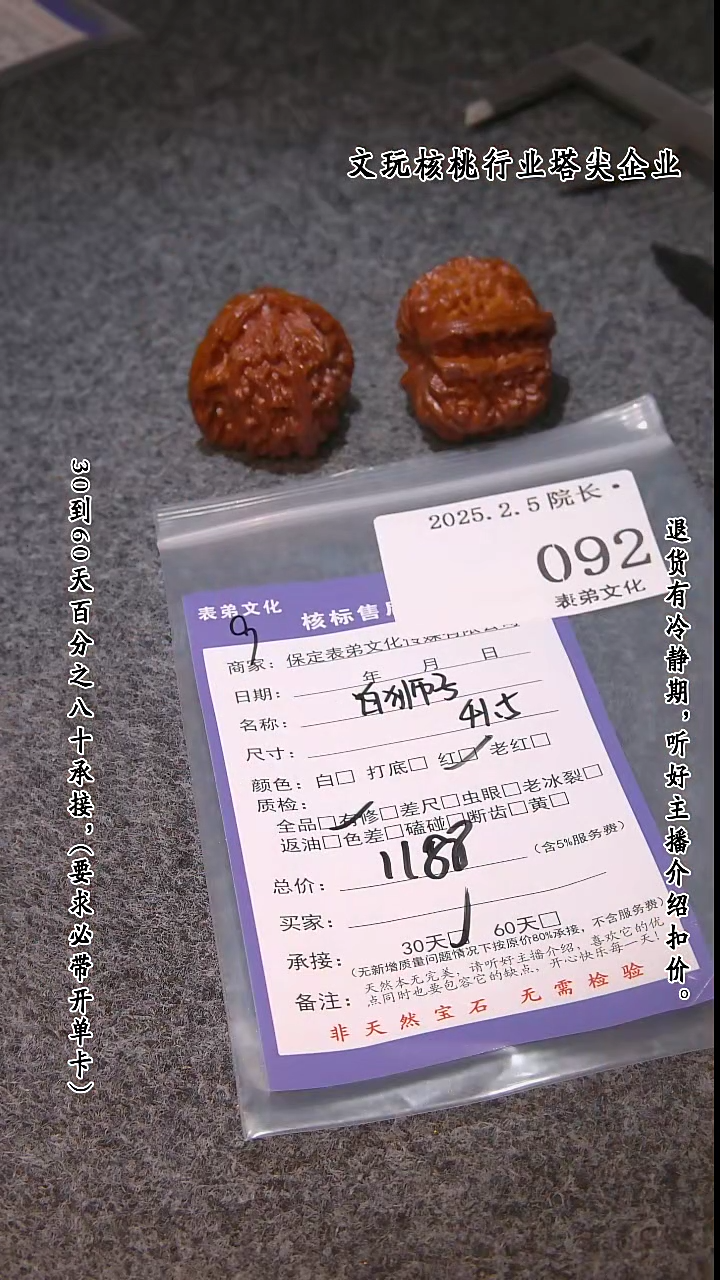 文玩核桃行业塔尖企业
30到60天百分之八十承接,(要求必带开单卡)
退货有冷静期,听好主播介绍扣价。
2025.2.5 院长·
092
表弟文化
表弟文化 核标售
商家: 保定表弟文化传媒有限公司
日期: 年 月 日
名称: 白狮子
尺寸: 41.5
颜色: 白□ 打底□ 红□ 老红□
质检:
全品□有修□差尺□虫眼□老冰裂□
返油□色差□磕碰□断齿□黄□
总价: 1188 (含5%服务费)
买家:
承接: 30天□ 60天□
(无新增质量问题情况下按原价80%承接,不含服务费)
备注: 天然本无完美,请听好主播介绍,喜欢它的优
点同时也要包容它的缺点,开心快乐每一天!
非天然宝石 无需检验